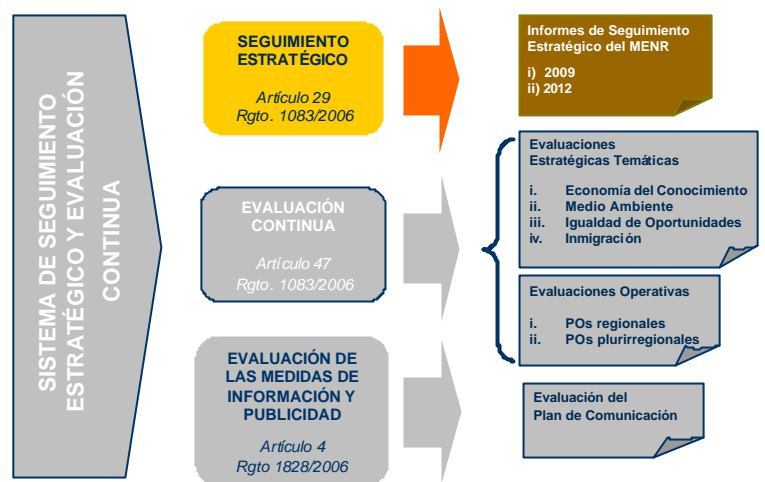 SISTEMA DE SEGUIMIENTO
ESTRATÉGICO Y EVALUACIÓN
CONTINUA
SEGUIMIENTO
ESTRATÉGICO
Artículo 29
Rgto. 1083/2006
Informes de Seguimiento
Estratégico del MENR
i) 2009
ii) 2012
EVALUACIÓN
CONTINUA
Artículo 47
Rgto. 1083/2006
Evaluaciones
Estratégicas Temáticas
i. Economía del Conocimiento
ii. Medio Ambiente
iii. Igualdad de Oportunidades
iv. Inmigración
Evaluaciones Operativas
i. POs regionales
ii. POs plurirregionales
EVALUACIÓN DE
LAS MEDIDAS DE
INFORMACIÓN Y
PUBLICIDAD
Artículo 4
Rgto 1828/2006
Evaluación del
Plan de Comunicación